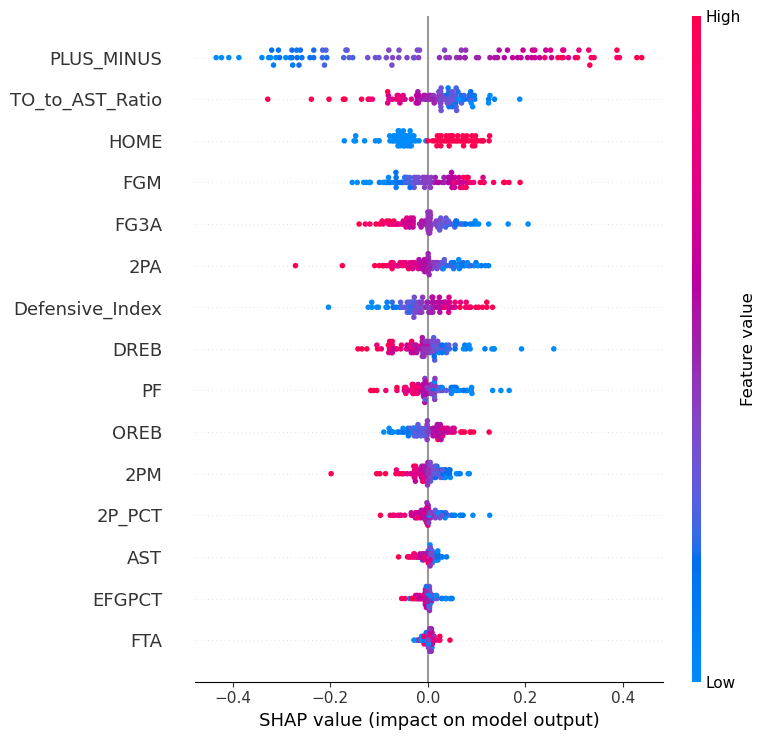 High
PLUS_MINUS
TO_to_AST_Ratio
HOME
FGM
FG3A
2PA
Defensive_Index
DREB
PF
OREB
2PM
2P_PCT
AST
EFGPCT
FTA
Feature value
Low
−0.4 −0.2 0.0 0.2 0.4
SHAP value (impact on model output)